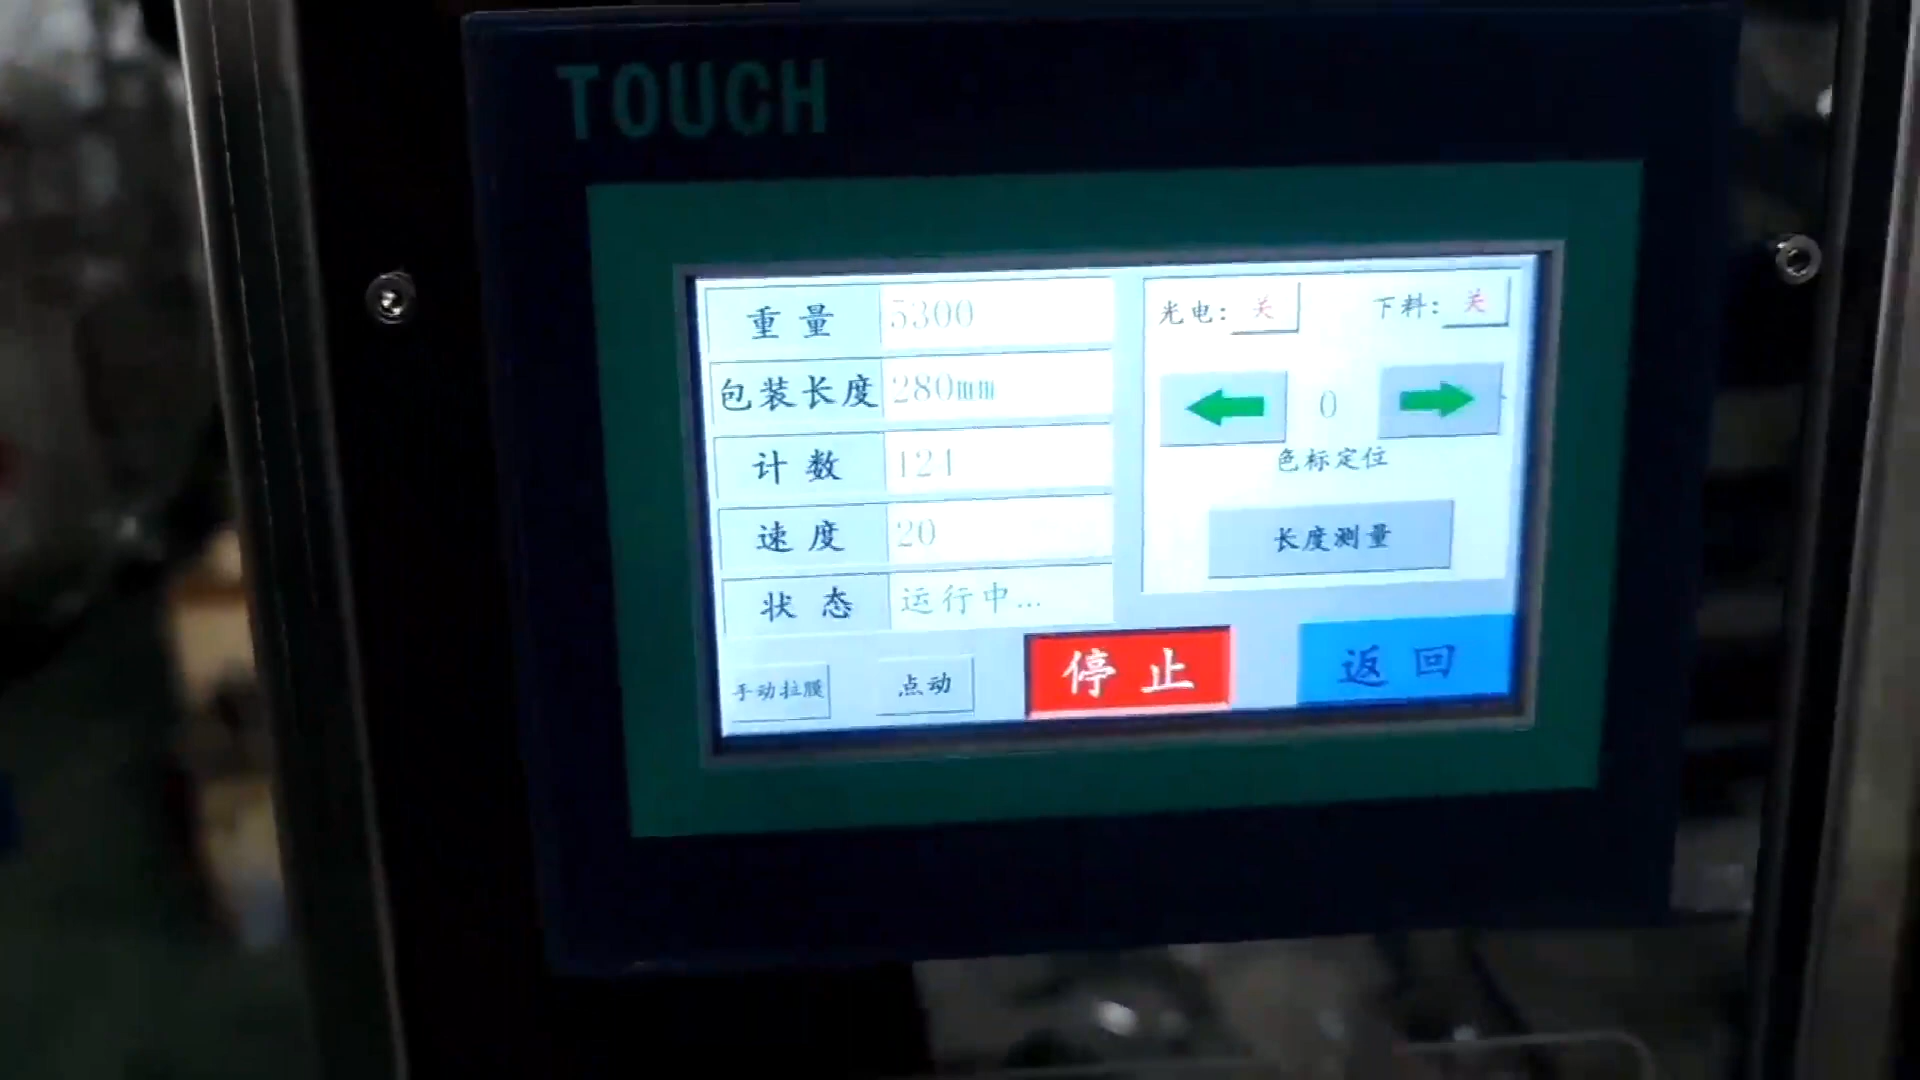 TOUCH
重量 5300
包装长度 280mm
计数 121
速度 20
状态 运行中...
光电: 关 下料: 关
0
色标定位
长度测量
手动拉膜 点动 停止 返回